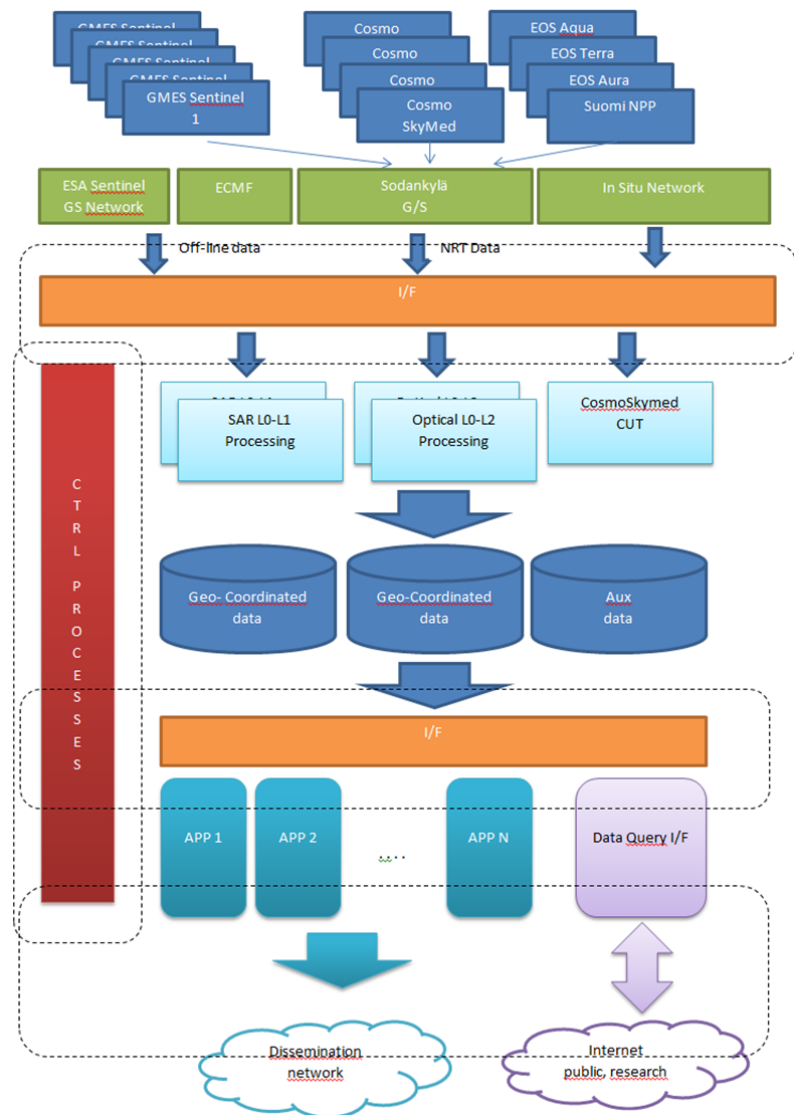 GMES Sentinel
GMES Sentinel
GMES Sentinel
GMES Sentinel
GMES Sentinel
1
Cosmo
Cosmo
Cosmo
Cosmo
SkyMed
EOS Aqua
EOS Terra
EOS Aura
Suomi NPP
ESA Sentinel
GS Network
ECMF
Sodankylä
G/S
In Situ Network
Off-line data
NRT Data
I/F
SAR L0-L1
Processing
Optical L0-L2
Processing
CosmoSkymed
CUT
CTRL PROCESSES
Geo- Coordinated
data
Geo-Coordinated
data
Aux
data
I/F
APP 1
APP 2
....
APP N
Data Query I/F
Dissemination
network
Internet
public, research